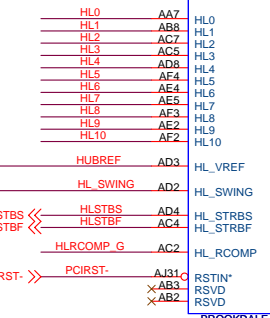 HL0 AA7 HL0
HL1 AB8 HL1
HL2 AC7 HL2
HL3 AC5 HL3
HL4 AD8 HL4
HL5 AF4 HL5
HL6 AE4 HL6
HL7 AE5 HL7
HL8 AF3 HL8
HL9 AE2 HL9
HL10 AF2 HL10
HUBREF AD3 HL_VREF
HL_SWING AD2 HL_SWING
STBS HLSTBS AD4 HL_STRBS
STBF HLSTBF AC4 HL_STRBF
HLRCOMP_G AC2 HL_RCOMP
RST- PCIRST- AJ31 RSTIN*
AB3 RSVD
AB2 RSVD
BROOKDALE